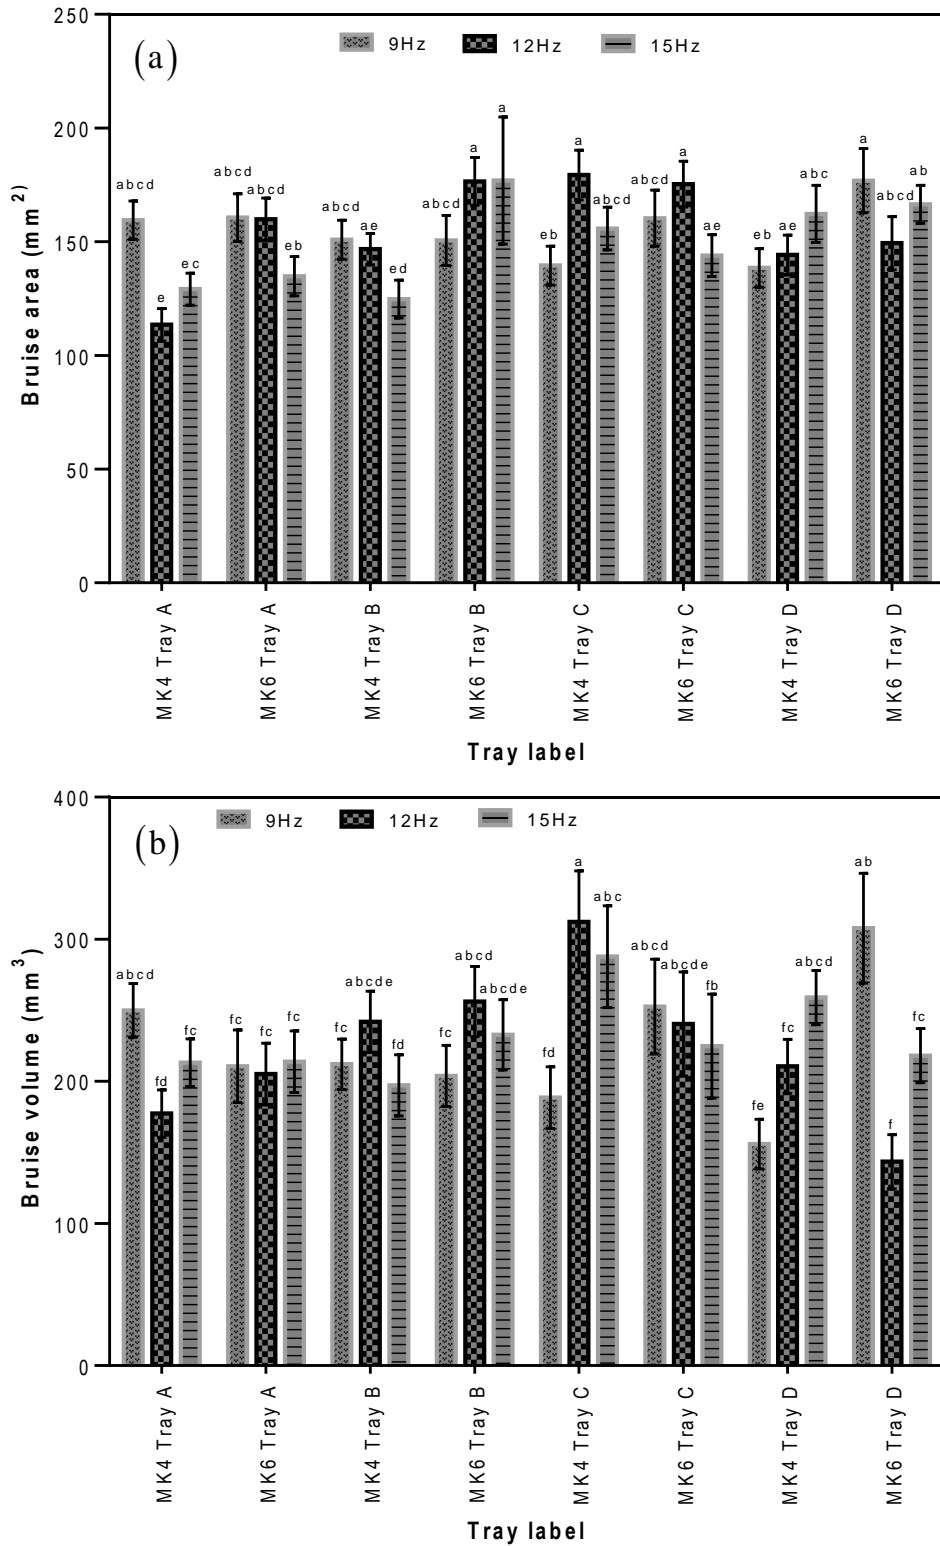 250
200
150
100
50
0
Bruise area (mm2)
(a)
9Hz 12Hz 15Hz
abcd e ec abcd abcd eb abcd ae ed abcd a a eb a abcd abcd a ae eb ae abc a abcd ab
MK4 Tray A MK6 Tray A MK4 Tray B MK6 Tray B MK4 Tray C MK6 Tray C MK4 Tray D MK6 Tray D
Tray label
400
300
200
100
0
Bruise volume (mm3)
(b)
9Hz 12Hz 15Hz
abcd fd fc fc fc fc fc abcde fd fc abcd abcde fd a abc abcd abcde fb fe fc abcd ab f fc
MK4 Tray A MK6 Tray A MK4 Tray B MK6 Tray B MK4 Tray C MK6 Tray C MK4 Tray D MK6 Tray D
Tray label